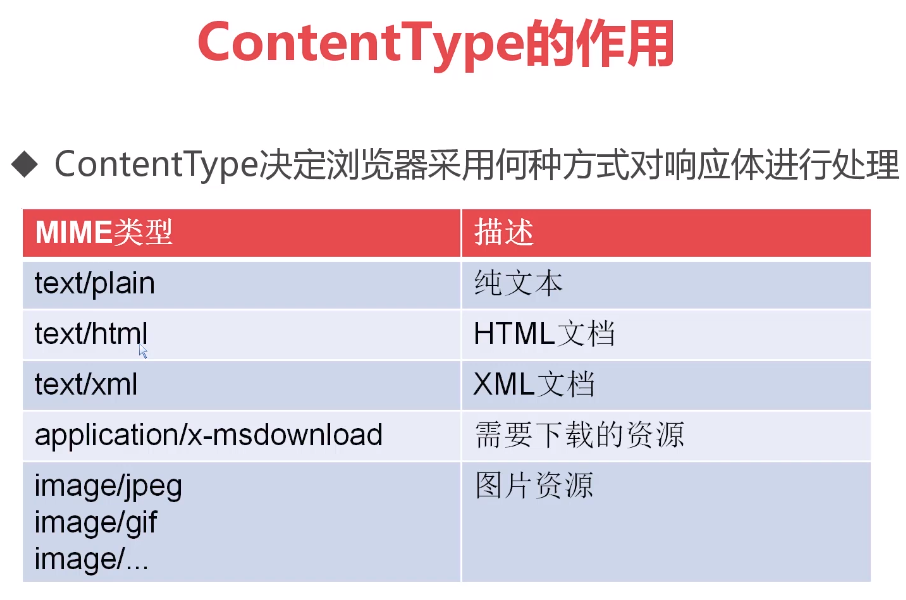 ContentType的作用
ContentType决定浏览器采用何种方式对响应体进行处理
MIME类型 描述
text/plain 纯文本
text/html HTML文档
text/xml XML文档
application/x-msdownload 需要下载的资源
image/jpeg 图片资源
image/gif
image/...